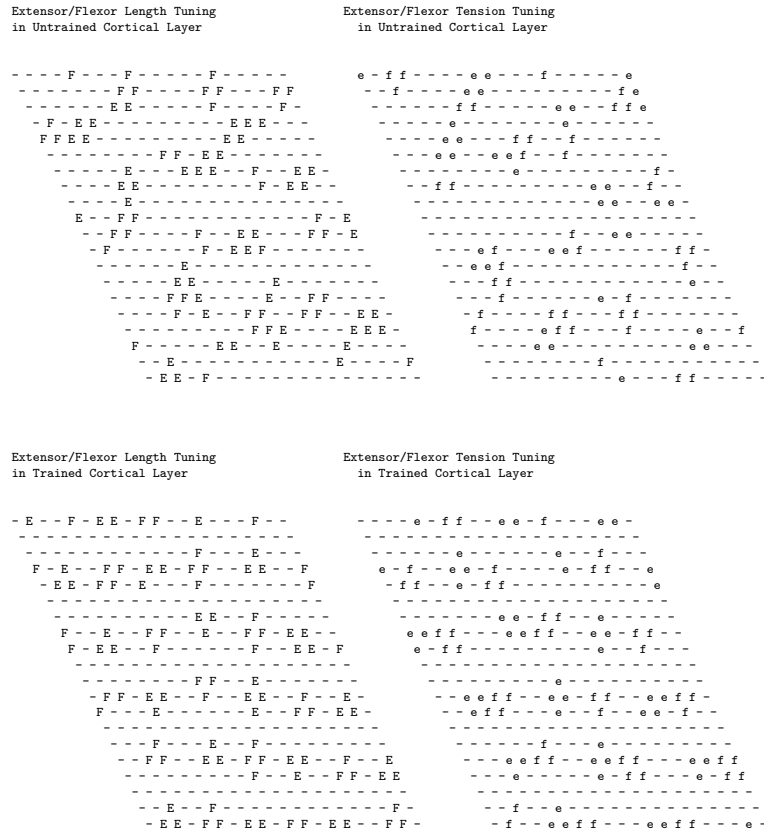 Extensor/Flexor Length Tuning
in Untrained Cortical Layer
- - - - F - - - F - - - - - F - - - - -
- - - - - - - F F - - - - F F - - - F F
- - - - - - E E - - - - - F - - - - F -
- F - E E - - - - - - - - - E E E - - -
F F E E - - - - - - - - - E E - - - - -
- - - - - - - - F F - E E - - - - - - -
- - - - - E - - - E E E - - F - - E E -
- - - - E E - - - - - - - - F - E E - -
- - - - E - - - - - - - - - - - - - - -
E - - F F - - - - - - - - - - - - F - E
- - F F - - - - F - - E E - - - F F - E
- F - - - - - - F - E E F - - - - - - -
- - - - - - E - - - - - - - - - - - - -
- - - - - E E - - - - - E - - - - - - -
- - - - F F E - - - - E - - F F - - - -
- - - - F - E - - F F - - F F - - E E -
- - - - - - - - - F F E - - - - E E E -
F - - - - - E E - - E - - - - E - - - -
- - E - - - - - - - - - - - E - - - - F
- E E - F - - - - - - - - - - - - - - -
Extensor/Flexor Tension Tuning
in Untrained Cortical Layer
e - f f - - - - e e - - - f - - - - - e
- - f - - - - e e - - - - - - - - - f e
- - - - - - f f - - - - - e e - - f f e
- - - - - e - - - - - - - e - - - - - -
- - - - e e - - - f f - - f - - - - - -
- - - e e - - e e f - - f - - - - - - -
- - - - - - - - e - - - - - - - - - f -
- - f f - - - - - - - - - e e - - f - -
- - - - - - - - - - - - - e e - - e e -
- - - - - - - - - - - - - - - - - - - -
- - - - - - - - - - f - - e e - - - - -
- - - e f - - - e e f - - - - - - f f -
- - e e f - - - - - - - - - - - - f - -
- - - f f - - - - - - - - - - - - e - -
- - - f - - - - - - e - f - - - - - - -
- f - - - - f f - - - f f - - - - - - -
f - - - - e f f - - - f - - - - e - - f
- - - - e e - - - - - - - - - e e - - -
- - - - - - - - f - - - - - - - - - - -
- - - - - - - - - e - - - f f - - - - -
Extensor/Flexor Length Tuning
in Trained Cortical Layer
- E - - F - E E - F F - - E - - - F - -
- - - - - - - - - - - - - - - - - - - -
- - - - - - - - - - - - F - - - E - - -
F - E - - F F - E E - F F - - E E - - F
- E E - F F - E - - - F - - - - - - - F
- - - - - - - - - - - - - - - - - - - -
- - - - - - - - - - E E - - F - - - - -
F - - E - - F F - - E - - F F - E E - -
F - E E - - F - - - - - - F - - E E - F
- - - - - - - - - - - - - - - - - - - -
- - - - - - - - F F - - E - - - - - - -
- F F - E E - - F - - E E - - F - - E -
F - - - E - - - - - - E - - F F - E E -
- - - - - - - - - - - - - - - - - - - -
- - - F - - - E - - F - - - - - - - - -
- - F F - - E E - F F - E E - - F - - E
- - - - - - - - - F - - E - - F F - E E
- - - - - - - - - - - - - - - - - - - -
- - E - - F - - - - - - - - - - - - F -
- E E - F F - E E - F F - E E - - F F -
Extensor/Flexor Tension Tuning
in Trained Cortical Layer
- - - - e - f f - - e e - f - - - e e -
- - - - - - - - - - - - - - - - - - - -
- - - - - - e - - - - - - e - - f - - -
e - f - - e e - f - - - - e - f f - - e
- f f - - e - f f - - - - - - - - - - e
- - - - - - - - - - - - - - - - - - - -
- - - - - - - e e - f f - - e - - - - -
e e f f - - - e e f f - - e e - f f - -
e - f f - - - - - - - - - e - - f - - -
- - - - - - - - - - - - - - - - - - - -
- - - - - - - - - e - - - - - - - - - -
- - e e f f - - e e - f f - - e e f f -
- - e f f - - - e - - f - - e e - f - -
- - - - - - - - - - - - - - - - - - - -
- - - - - - f - - - e - - - - - - - - -
- - - e e f f - - e e f f - - - e e f f
- - - e - - - - - e - f f - - - e - f f
- - - - - - - - - - - - - - - - - - - -
- - f - - e - - - - - - - - - - - - - -
- f - - e e f f - - - e e f f - - - e -